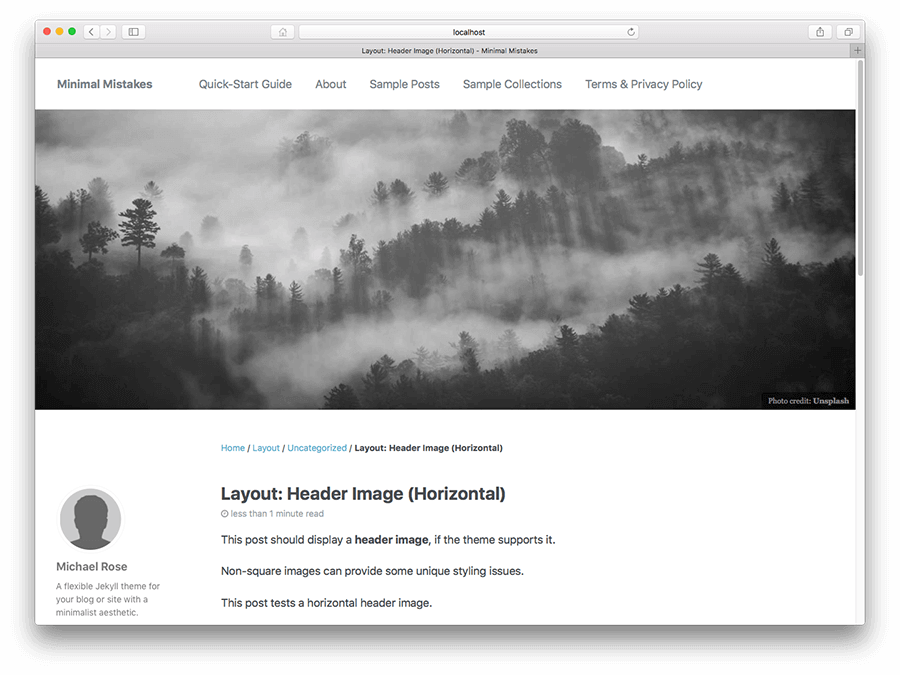 localhost
Layout: Header Image (Horizontal) - Minimal Mistakes
Minimal Mistakes Quick-Start Guide About Sample Posts Sample Collections Terms & Privacy Policy
Photo credit: Unsplash
Home / Layout / Uncategorized / Layout: Header Image (Horizontal)
Layout: Header Image (Horizontal)
less than 1 minute read
This post should display a header image, if the theme supports it.
Non-square images can provide some unique styling issues.
This post tests a horizontal header image.
Michael Rose
A flexible Jekyll theme for
your blog or site with a
minimalist aesthetic.